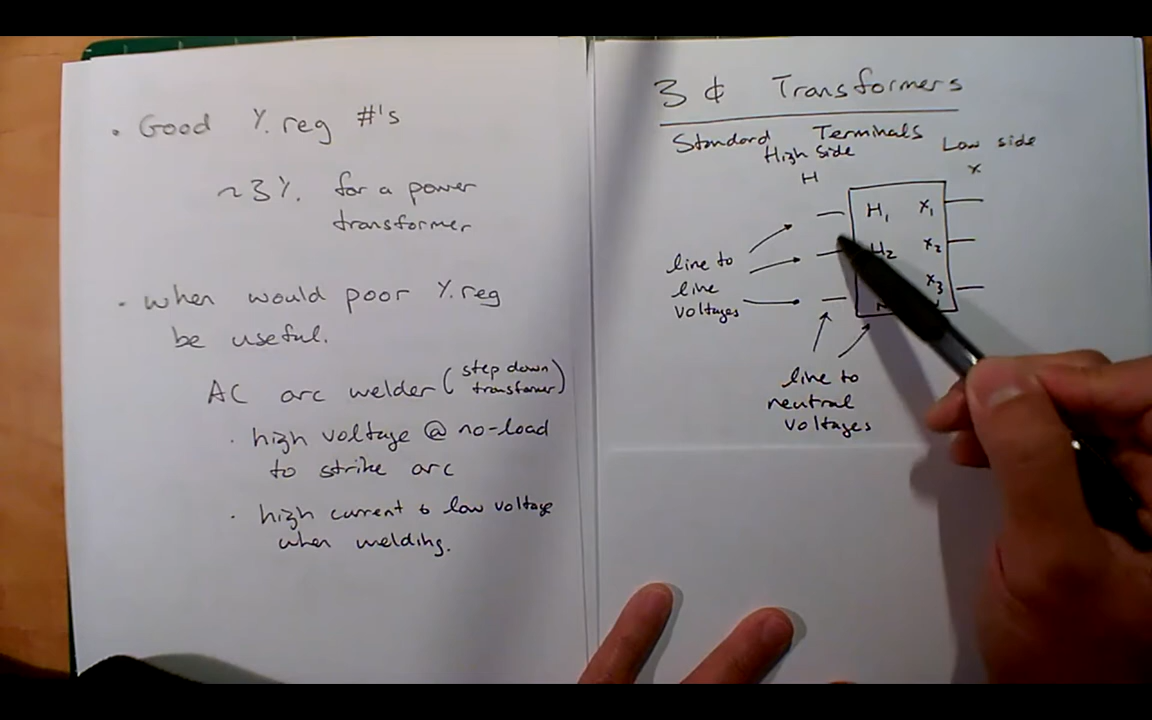 • Good % reg #'s
~3% for a power
transformer
• When would poor % reg
be useful.
AC arc welder (step down
transfomer)
• high voltage @ no-load
to strike arc
• high current & low voltage
when welding.
3 ϕ Transformers
Standard Terminals
High Side
Low side
H
X
H1 X1
H2 X2
X3
line to
line
voltages
line to
neutral
voltages